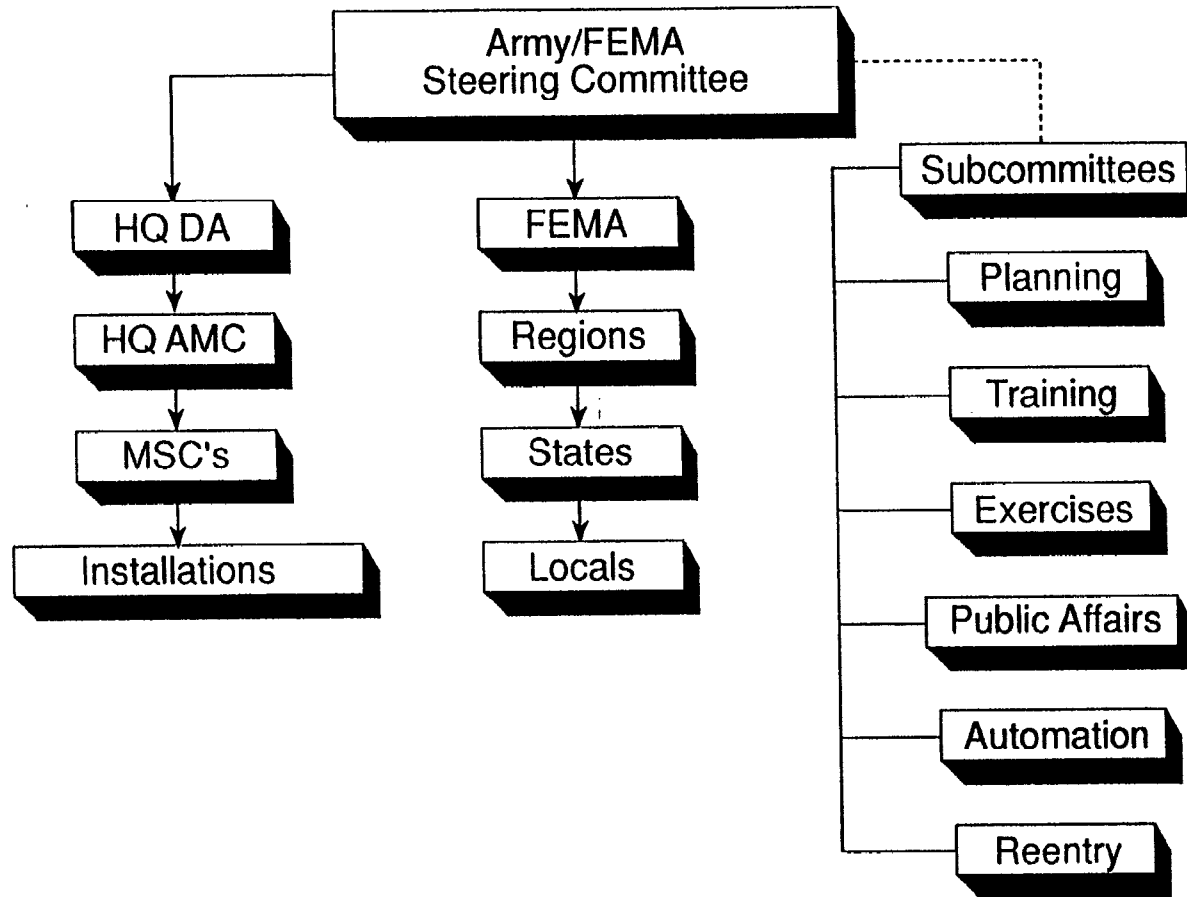 Army/FEMA
Steering Committee
HQ DA
HQ AMC
MSC's
Installations
FEMA
Regions
States
Locals
Subcommittees
Planning
Training
Exercises
Public Affairs
Automation
Reentry